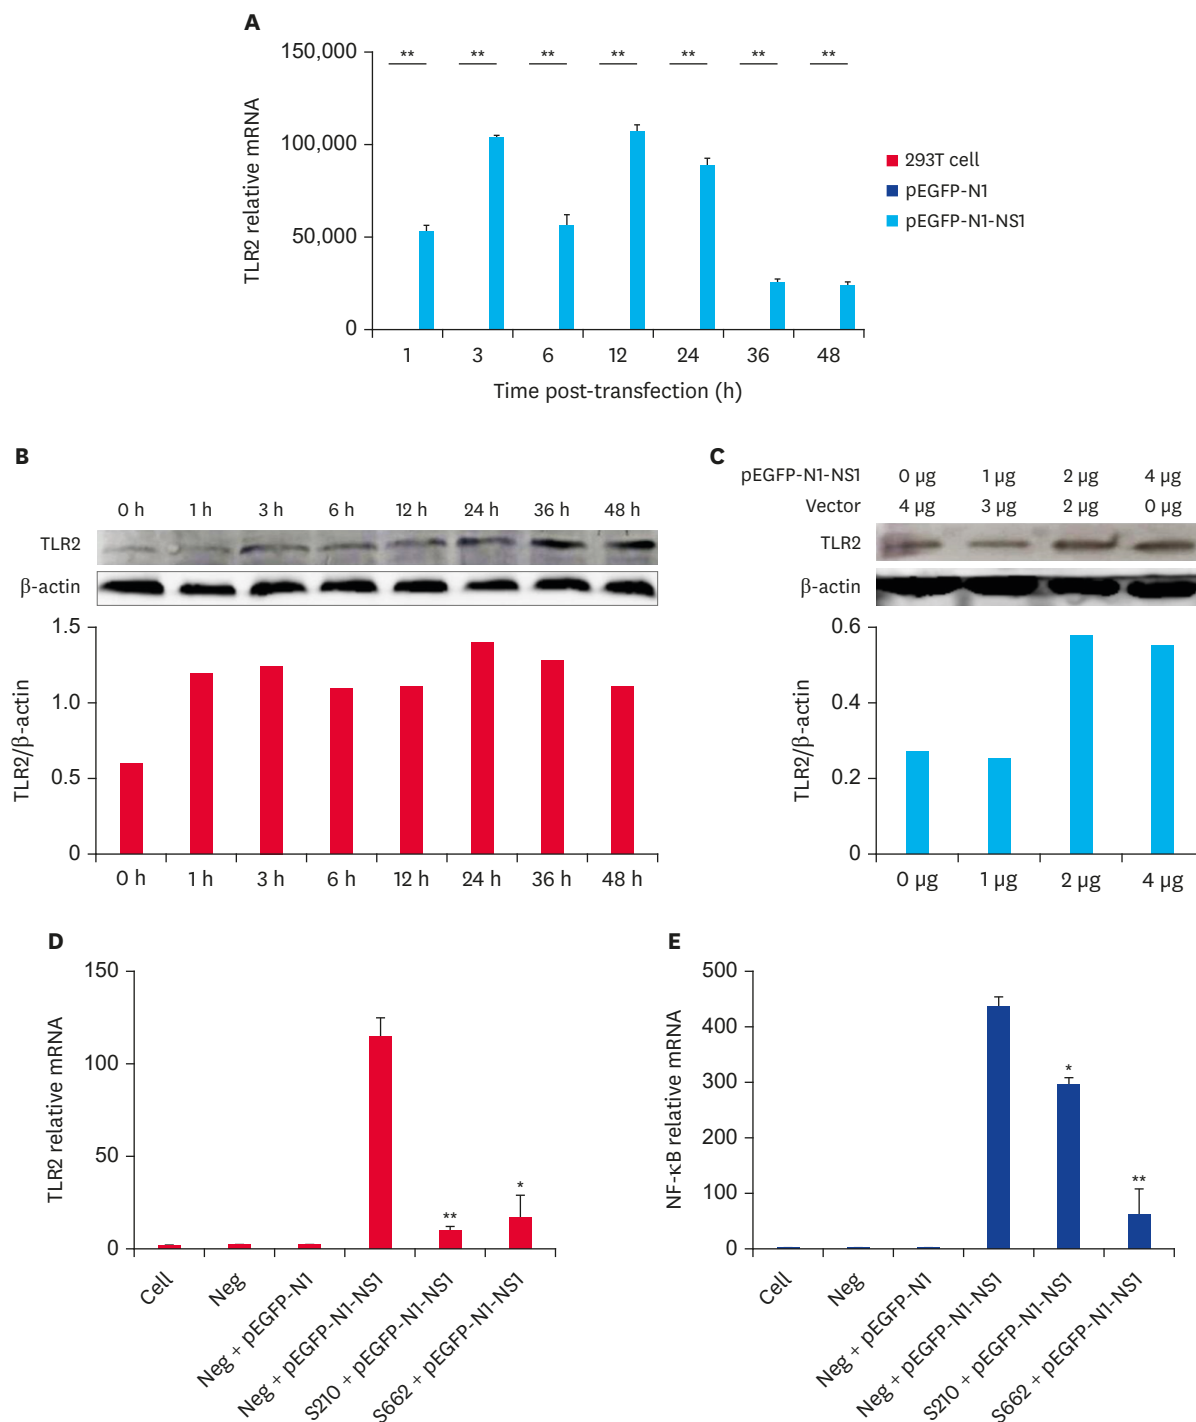 A
150,000
100,000
50,000
0
TLR2 relative mRNA
** ** ** ** ** ** **
1 3 6 12 24 36 48
Time post-transfection (h)
293T cell
pEGFP-N1
pEGFP-N1-NS1
B
0 h 1 h 3 h 6 h 12 h 24 h 36 h 48 h
TLR2
β-actin
1.5
1.0
0.5
0
TLR2/β-actin
0 h 1 h 3 h 6 h 12 h 24 h 36 h 48 h
C
pEGFP-N1-NS1 0 µg 1 µg 2 µg 4 µg
Vector 4 µg 3 µg 2 µg 0 µg
TLR2
β-actin
0.6
0.4
0.2
0
TLR2/β-actin
0 µg 1 µg 2 µg 4 µg
D
150
100
50
0
TLR2 relative mRNA
** *
Cell
Neg
Neg + pEGFP-N1
Neg + pEGFP-N1-NS1
S210 + pEGFP-N1-NS1
S662 + pEGFP-N1-NS1
E
500
400
300
200
100
0
NF-κB relative mRNA
* **
Cell
Neg
Neg + pEGFP-N1
Neg + pEGFP-N1-NS1
S210 + pEGFP-N1-NS1
S662 + pEGFP-N1-NS1